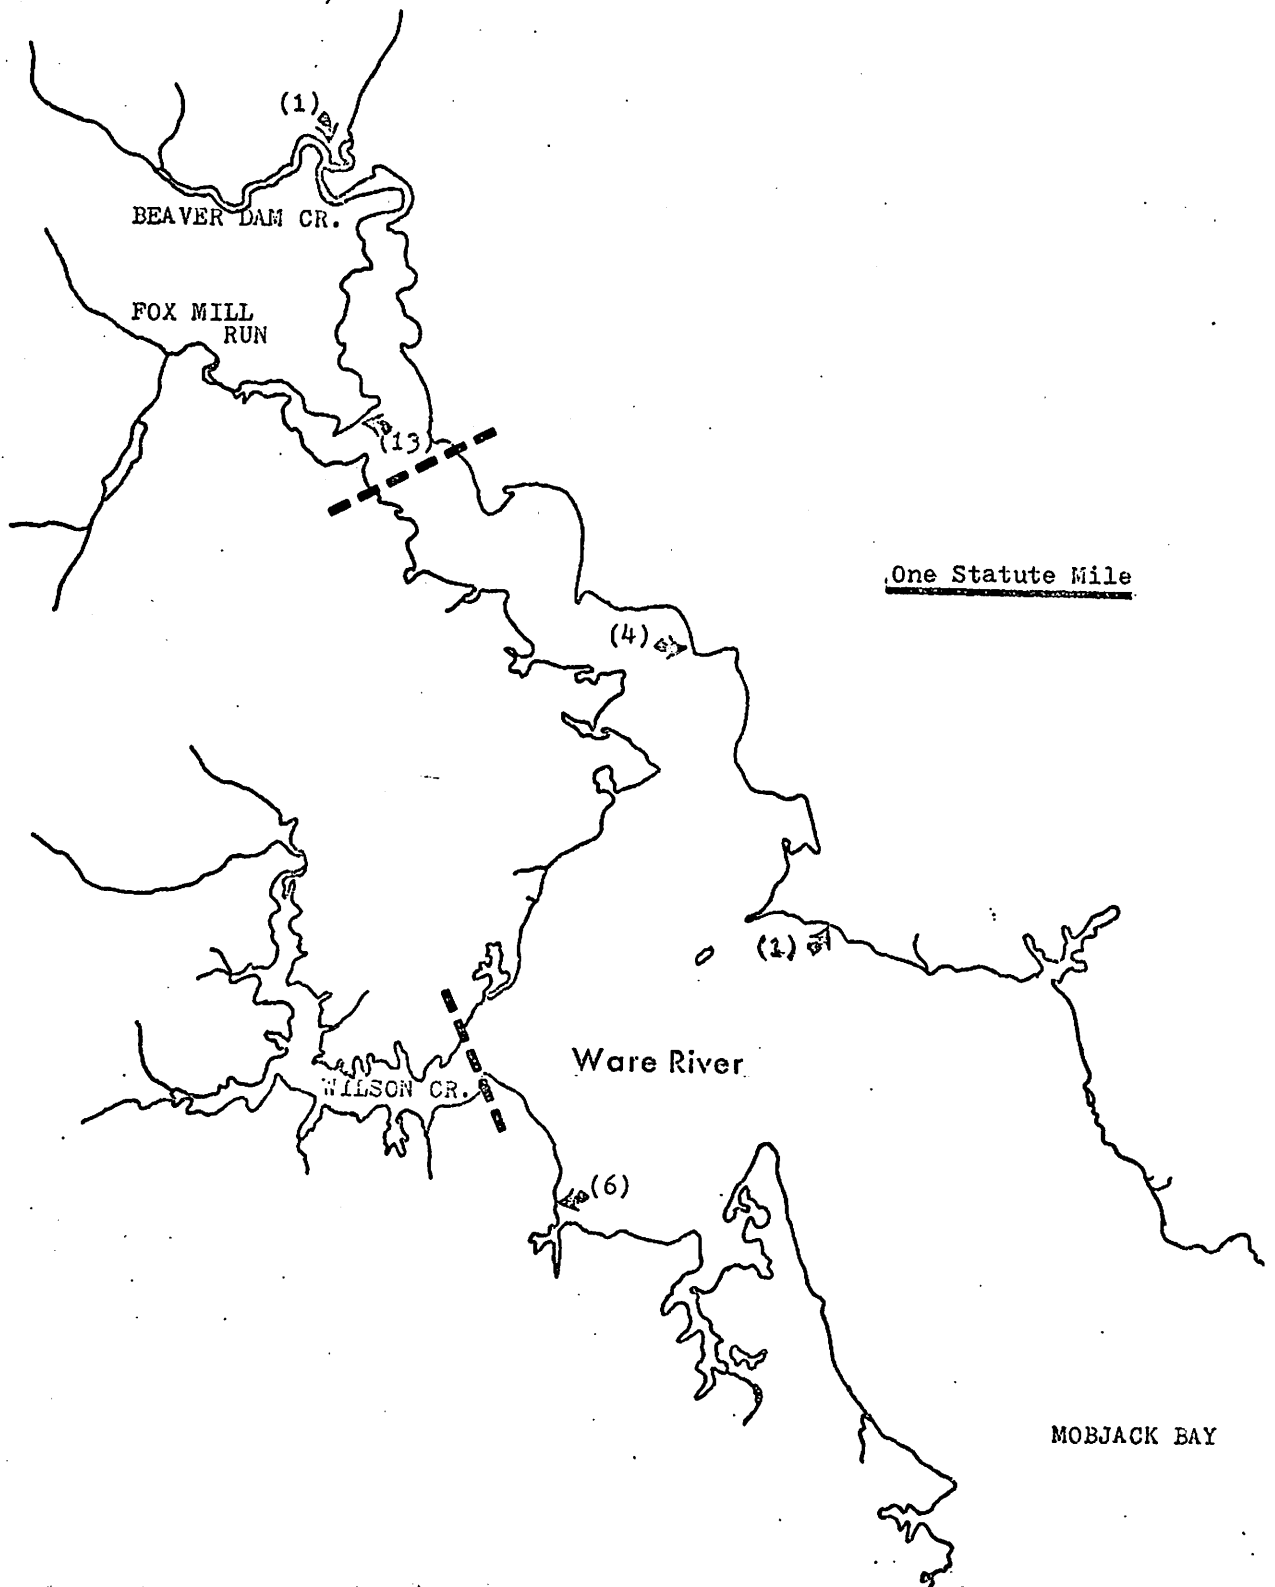 (1)
BEAVER DAM CR.
FOX MILL
RUN
(13)
One Statute Mile
(4)
(1)
Ware River
WILSON CR.
(6)
MOBJACK BAY